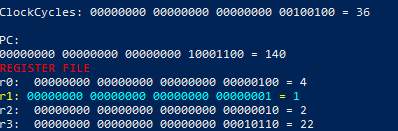 ClockCycles: 00000000 00000000 00000000 00100100 = 36
PC:
00000000 00000000 00000000 10001100 = 140
REGISTER FILE
r0: 00000000 00000000 00000000 00000100 = 4
r1: 00000000 00000000 00000000 00000001 = 1
r2: 00000000 00000000 00000000 00000010 = 2
r3: 00000000 00000000 00000000 00010110 = 22